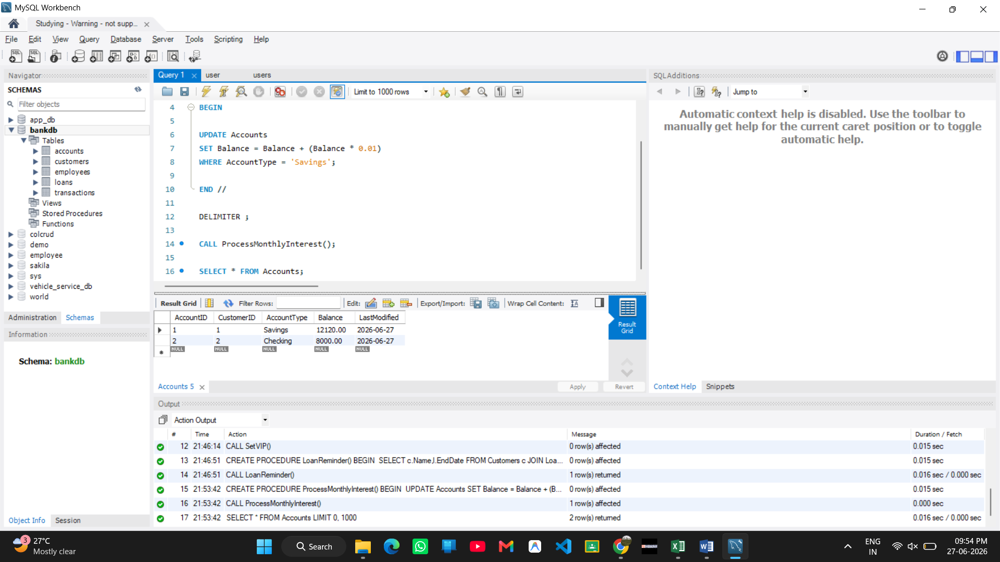 MySQL Workbench
Studying - Warning - not supp...
File Edit View Query Database Server Tools Scripting Help
Navigator
SCHEMAS
Filter objects
app_db
bankdb
Tables
accounts
customers
employees
loans
transactions
Views
Stored Procedures
Functions
colcrud
demo
employee
sakila
sys
vehicle_service_db
world
Administration Schemas
Information
Schema: bankdb
Object Info Session
Query 1 user users
Limit to 1000 rows
4 BEGIN
5
6 UPDATE Accounts
7 SET Balance = Balance + (Balance * 0.01)
8 WHERE AccountType = 'Savings';
9
10 END //
11
12 DELIMITER ;
13
14 CALL ProcessMonthlyInterest();
15
16 SELECT * FROM Accounts;
Result Grid Filter Rows: Edit: Export/Import: Wrap Cell Content:
AccountID CustomerID AccountType Balance LastModified
1 1 Savings 12120.00 2026-06-27
2 2 Checking 8000.00 2026-06-27
NULL NULL NULL NULL NULL
Result Grid
Accounts 5 Apply Revert
SQLAdditions
Jump to
Automatic context help is disabled. Use the toolbar to
manually get help for the current caret position or to toggle
automatic help.
Context Help Snippets
Output
Action Output
# Time Action Message Duration / Fetch
12 21:46:14 CALL SetVIP() 0 row(s) affected 0.015 sec
13 21:46:51 CREATE PROCEDURE LoanReminder() BEGIN SELECT c.Name,l.EndDate FROM Customers c JOIN Loa... 0 row(s) affected 0.015 sec
14 21:46:51 CALL LoanReminder() 1 row(s) returned 0.016 sec / 0.000 sec
15 21:53:42 CREATE PROCEDURE ProcessMonthlyInterest() BEGIN UPDATE Accounts SET Balance = Balance + (B... 0 row(s) affected 0.015 sec
16 21:53:42 CALL ProcessMonthlyInterest() 1 row(s) affected 0.000 sec
17 21:53:42 SELECT * FROM Accounts LIMIT 0, 1000 2 row(s) returned 0.016 sec / 0.000 sec
3
27°C
Mostly clear
Search
ENG
IN
09:54 PM
27-06-2026